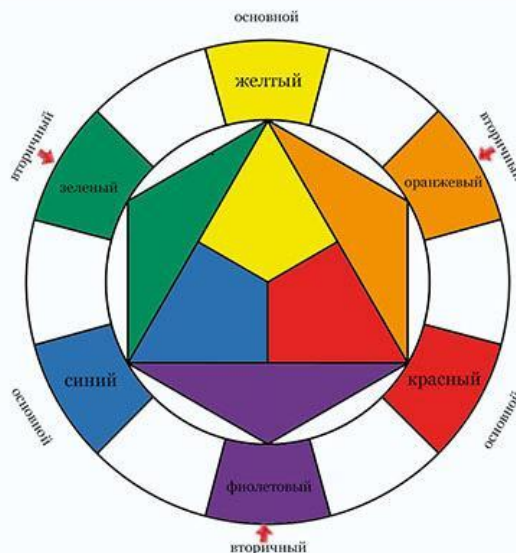 основной
желтый
вторичный
вторичный
зеленый
оранжевый
синий
красный
основной
основной
фиолетовый
вторичный